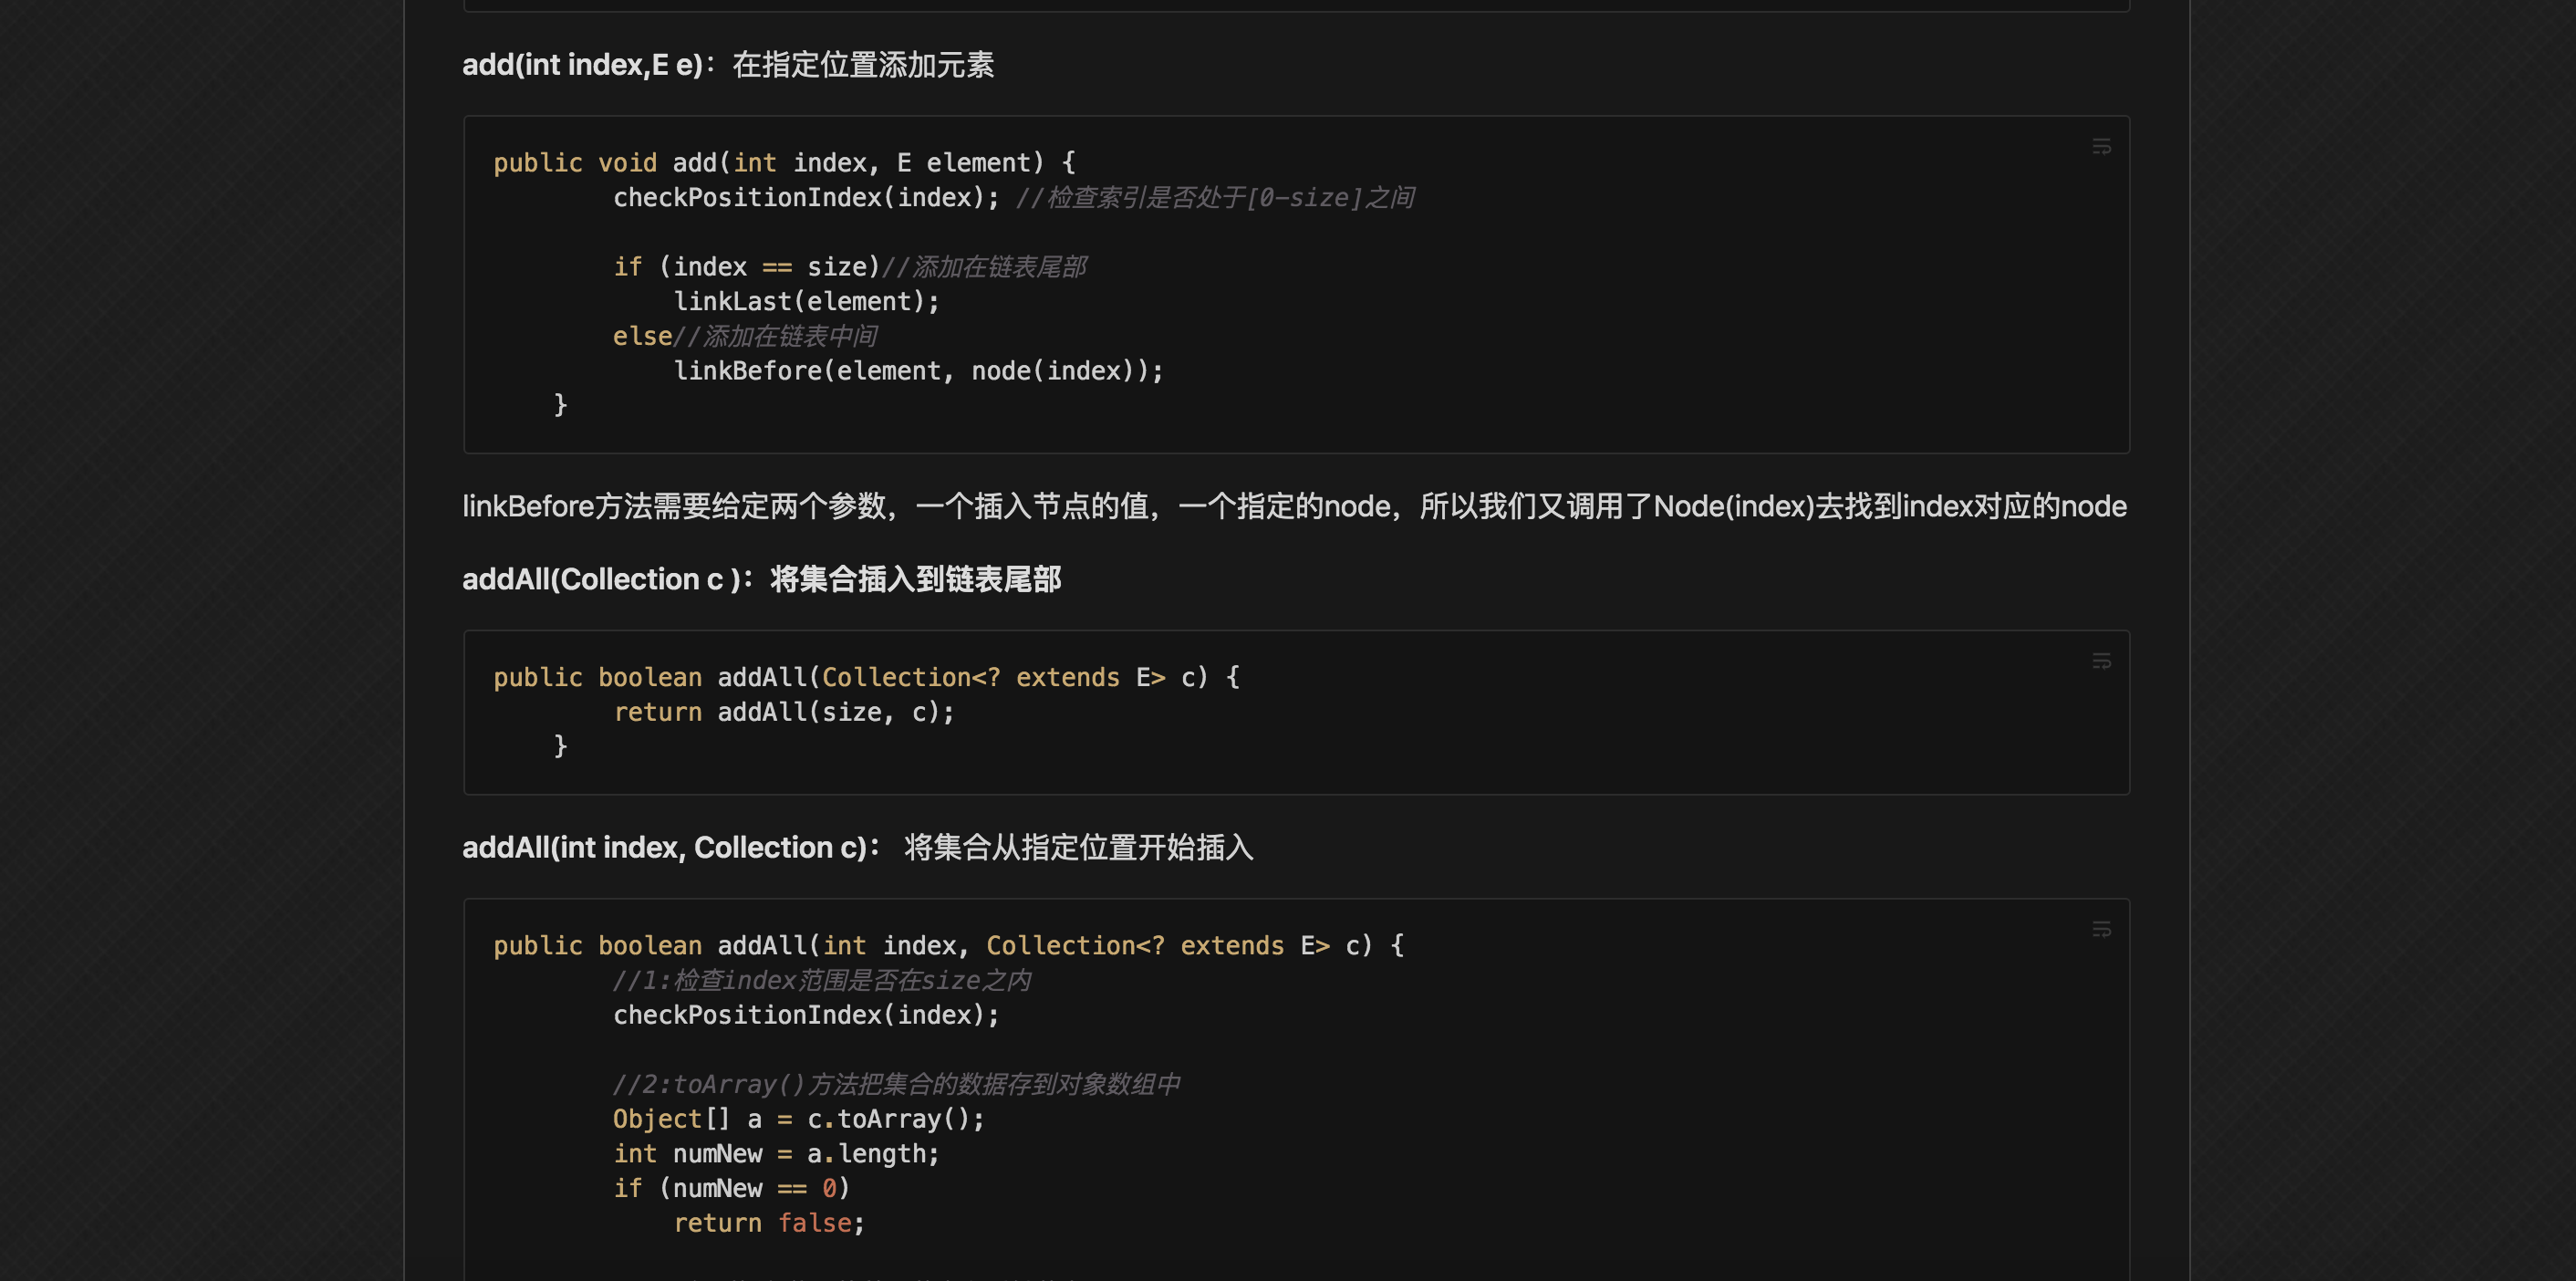 add(int index,E e)：在指定位置添加元素
public void add(int index, E element) {
checkPositionIndex(index); //检查索引是否处于[0-size]之间
if (index == size)//添加在链表尾部
linkLast(element);
else//添加在链表中间
linkBefore(element, node(index));
}
linkBefore方法需要给定两个参数，一个插入节点的值，一个指定的node，所以我们又调用了Node(index)去找到index对应的node
addAll(Collection c )：将集合插入到链表尾部
public boolean addAll(Collection<? extends E> c) {
return addAll(size, c);
}
addAll(int index, Collection c)： 将集合从指定位置开始插入
public boolean addAll(int index, Collection<? extends E> c) {
//1:检查index范围是否在size之内
checkPositionIndex(index);
//2:toArray()方法把集合的数据存到对象数组中
Object[] a = c.toArray();
int numNew = a.length;
if (numNew == 0)
return false;